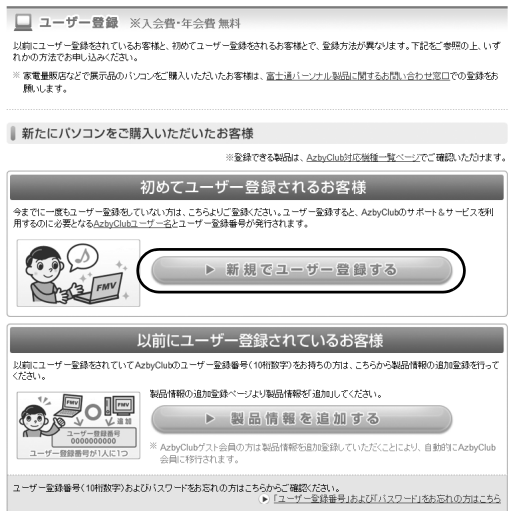 ユーザー登録 ※入会費・年会費 無料
以前にユーザー登録をされているお客様と、初めてユーザー登録をされるお客様とで、登録方法が異なります。下記をご参照の上、いず
れかの方法でお申し込みください。
※ 家電量販店などで展示品のパソコンをご購入いただいたお客様は、富士通パーソナル製品に関するお問い合わせ窓口での登録をお
願いします。
新たにパソコンをご購入いただいたお客様
※登録できる製品は、AzbyClub対応機種一覧ページでご確認いただけます。
初めてユーザー登録されるお客様
今までに一度もユーザー登録をしていない方は、こちらよりご登録ください。ユーザー登録すると、AzbyClubのサポート&サービスを利
用するのに必要となるAzbyClubユーザー名とユーザー登録番号が発行されます。
FMV
新規でユーザー登録する
以前にユーザー登録されているお客様
以前にユーザー登録をされていてAzbyClubのユーザー登録番号(10桁数字)をお持ちの方は、こちらから製品情報の追加登録を行って
ください。
製品情報の追加登録ページより製品情報を「追加」してください。
FMV
FMV
追加
ユーザー登録番号
0000000000
ユーザー登録番号が1人に1つ
製品情報を追加する
※ AzbyClubゲスト会員の方は製品情報を追加登録していただくことにより、自動的にAzbyClub
会員に移行されます。
ユーザー登録番号(10桁数字)およびパスワードをお忘れの方はこちらからご確認ください。
「ユーザー登録番号」および「パスワード」をお忘れの方はこちら